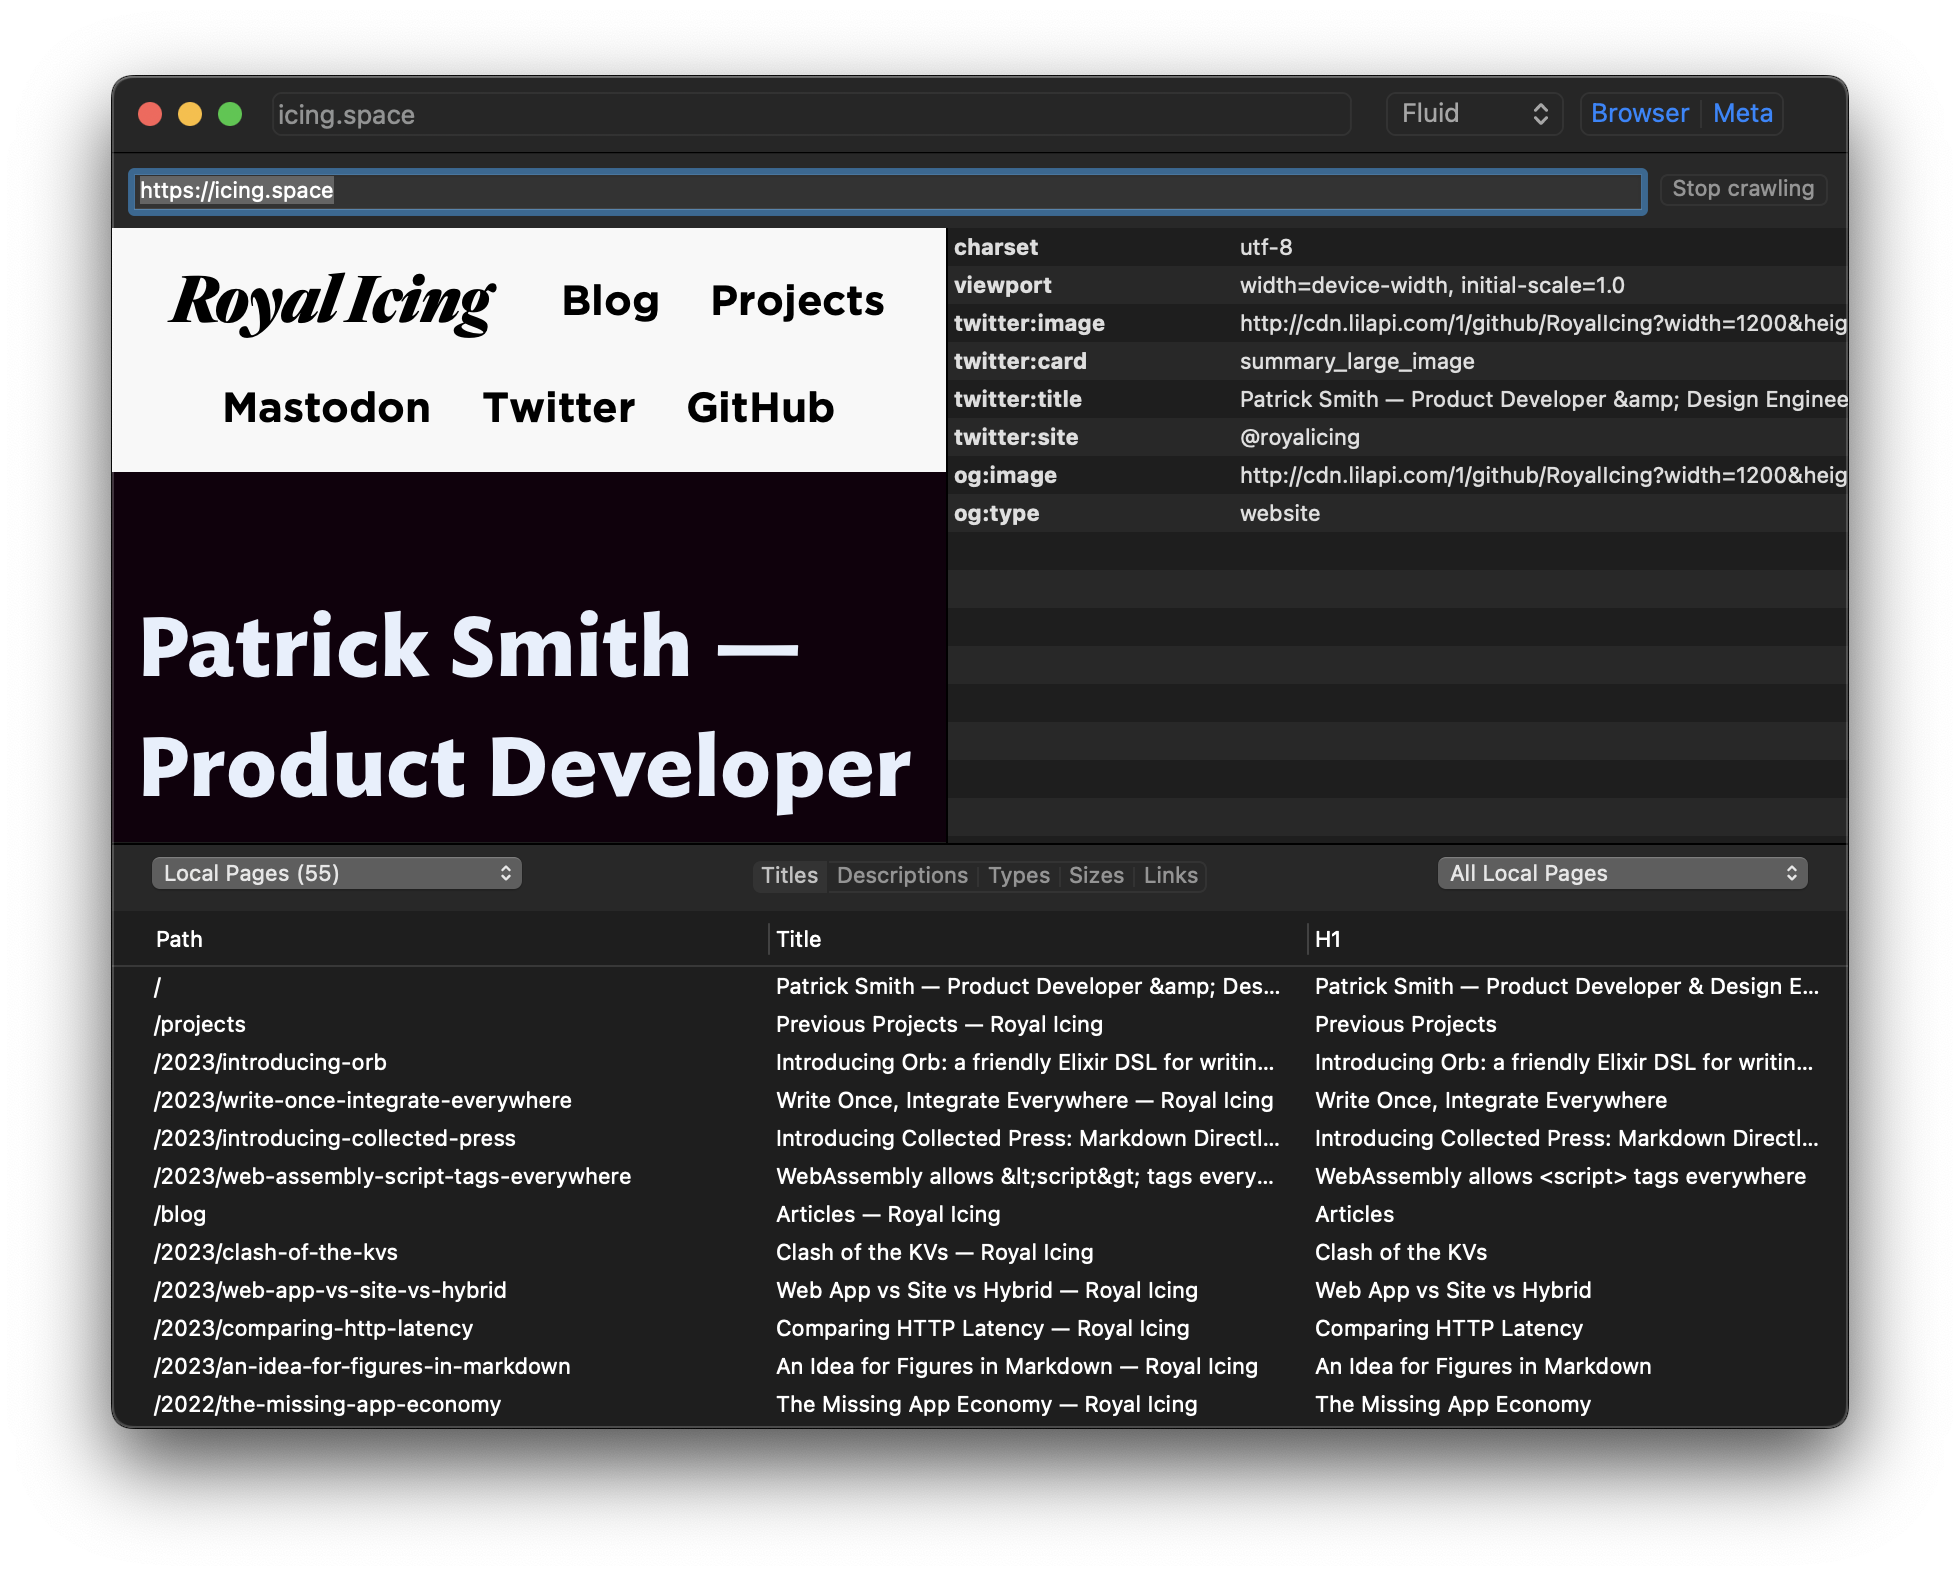 icing.space
Fluid
Browser Meta
https://icing.space
Stop crawling
Royal Icing Blog Projects
Mastodon Twitter GitHub
Patrick Smith —
Product Developer
charset utf-8
viewport width=device-width, initial-scale=1.0
twitter:image http://cdn.lilapi.com/1/github/RoyalIcing?width=1200&heig
twitter:card summary_large_image
twitter:title Patrick Smith — Product Developer &amp; Design Enginee
twitter:site @royalicing
og:image http://cdn.lilapi.com/1/github/RoyalIcing?width=1200&heig
og:type website
Local Pages (55)
Titles Descriptions Types Sizes Links
All Local Pages
Path Title H1
/ Patrick Smith — Product Developer &amp; Des... Patrick Smith — Product Developer & Design E...
/projects Previous Projects — Royal Icing Previous Projects
/2023/introducing-orb Introducing Orb: a friendly Elixir DSL for writin... Introducing Orb: a friendly Elixir DSL for writin...
/2023/write-once-integrate-everywhere Write Once, Integrate Everywhere — Royal Icing Write Once, Integrate Everywhere
/2023/introducing-collected-press Introducing Collected Press: Markdown Directl... Introducing Collected Press: Markdown Directl...
/2023/web-assembly-script-tags-everywhere WebAssembly allows &lt;script&gt; tags every... WebAssembly allows <script> tags everywhere
/blog Articles — Royal Icing Articles
/2023/clash-of-the-kvs Clash of the KVs — Royal Icing Clash of the KVs
/2023/web-app-vs-site-vs-hybrid Web App vs Site vs Hybrid — Royal Icing Web App vs Site vs Hybrid
/2023/comparing-http-latency Comparing HTTP Latency — Royal Icing Comparing HTTP Latency
/2023/an-idea-for-figures-in-markdown An Idea for Figures in Markdown — Royal Icing An Idea for Figures in Markdown
/2022/the-missing-app-economy The Missing App Economy — Royal Icing The Missing App Economy